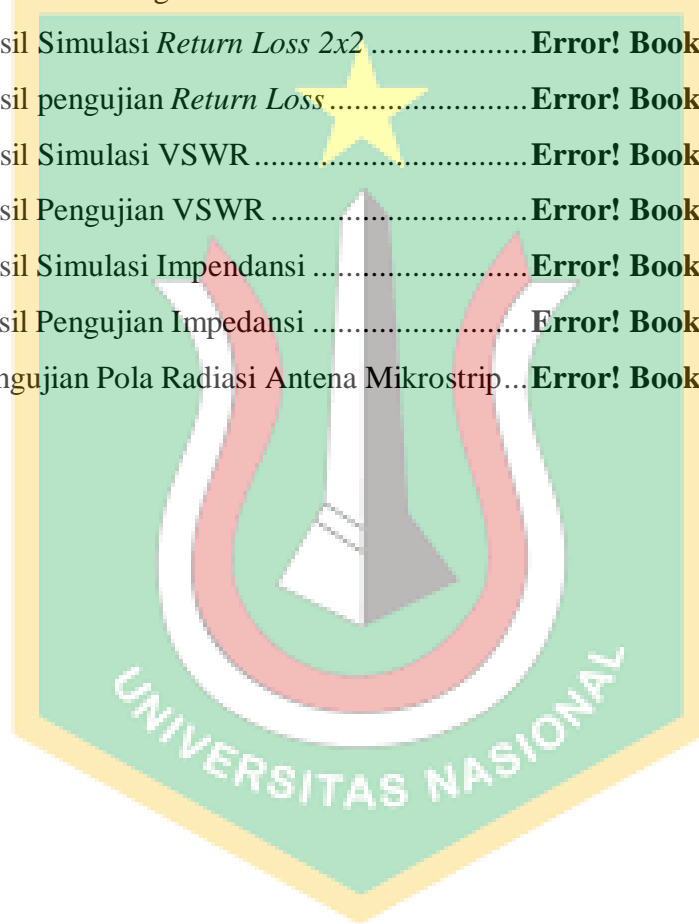 sil Simulasi Return Loss 2x2 .................. Error! Book
sil pengujian Return Loss ....................... Error! Book
sil Simulasi VSWR ................................ Error! Book
sil Pengujian VSWR .............................. Error! Book
sil Simulasi Impendansi ......................... Error! Book
sil Pengujian Impedansi ......................... Error! Book
ngujian Pola Radiasi Antena Mikrostrip ... Error! Book
UNIVERSITAS NASIONAL